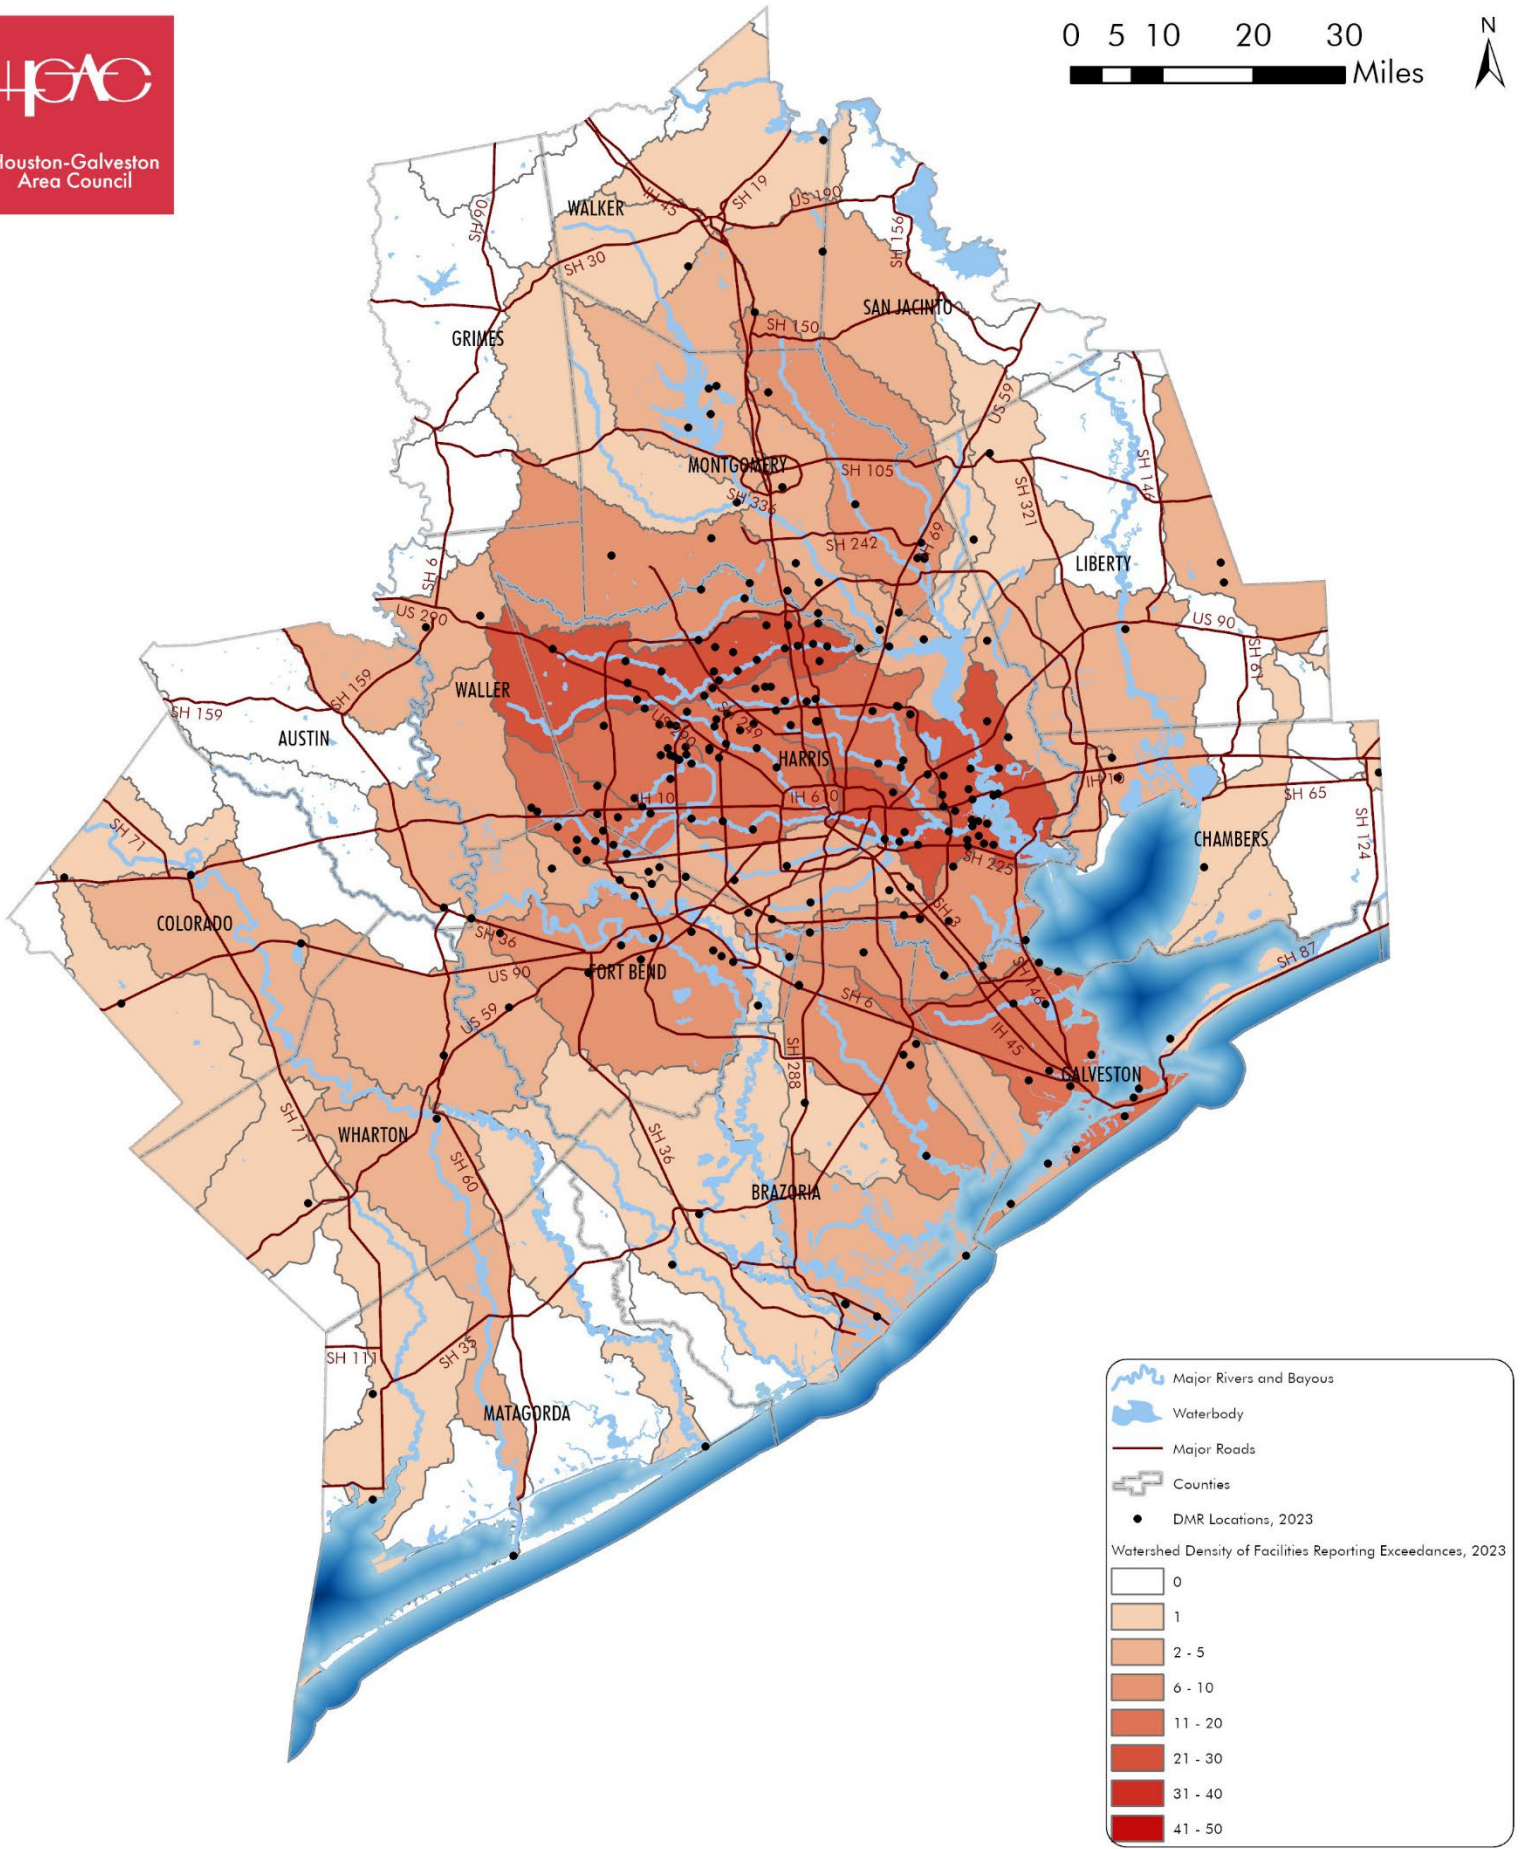 0 5 10 20 30
Miles
N
HGAC
Houston-Galveston
Area Council
WALKER
IH 45
SH 19
US 190
SH 90
SH 156
SH 30
SAN JACINTO
SH 150
GRIMES
US 59
MONTGOMERY
SH 105
SH 146
SH 336
SH 321
SH 242
SH 6
LIBERTY
US 290
US 90
SH 61
WALLER
SH 159
SH 159
AUSTIN
US 290
SH 249
HARRIS
IH 10
IH 10
IH 610
SH 65
SH 71
SH 124
CHAMBERS
SH 225
COLORADO
SH 3
SH 36
SH 87
US 90
FORT BEND
SH 146
SH 6
US 59
IH 45
SH 288
GALVESTON
SH 71
WHARTON
SH 36
SH 60
BRAZORIA
SH 111
MATAGORDA
Major Rivers and Bayous
Waterbody
Major Roads
Counties
DMR Locations, 2023
Watershed Density of Facilities Reporting Exceedances, 2023
0
1
2 - 5
6 - 10
11 - 20
21 - 30
31 - 40
41 - 50